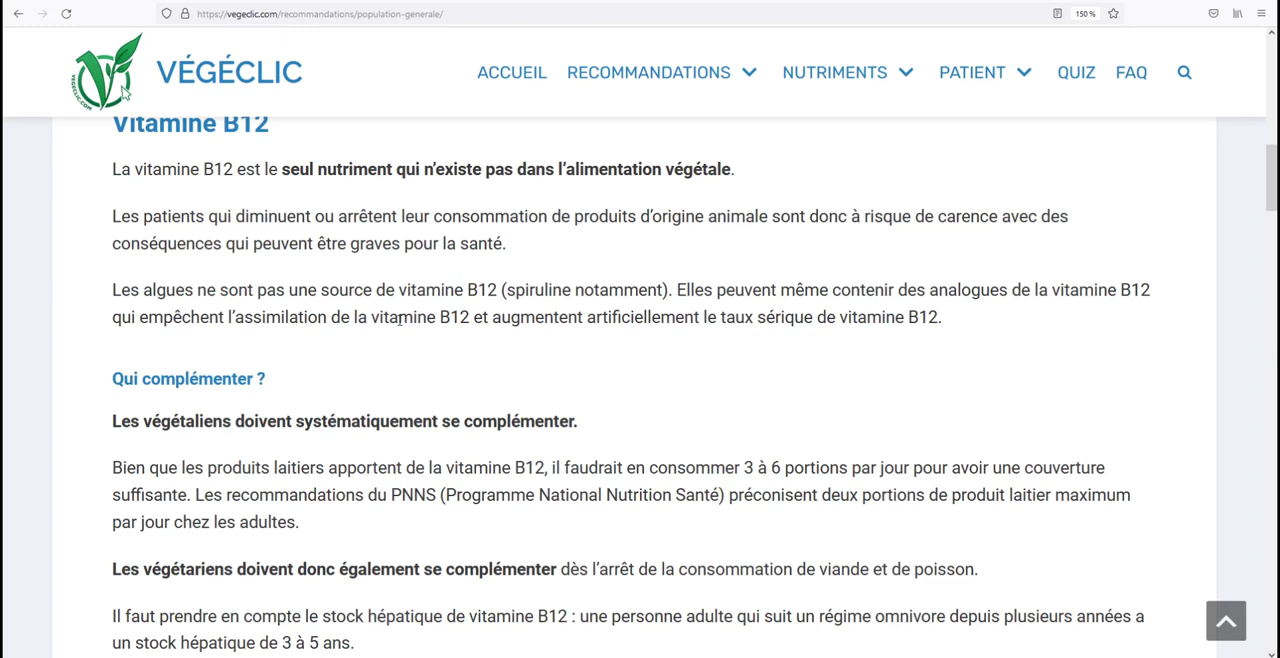 https://vegeclic.com/recommandations/population-generale/
150 %
VEGECLIC.COM
VÉGÉCLIC
ACCUEIL RECOMMANDATIONS NUTRIMENTS PATIENT QUIZ FAQ
Vitamine B12
La vitamine B12 est le seul nutriment qui n’existe pas dans l’alimentation végétale.
Les patients qui diminuent ou arrêtent leur consommation de produits d’origine animale sont donc à risque de carence avec des
conséquences qui peuvent être graves pour la santé.
Les algues ne sont pas une source de vitamine B12 (spiruline notamment). Elles peuvent même contenir des analogues de la vitamine B12
qui empêchent l’assimilation de la vitamine B12 et augmentent artificiellement le taux sérique de vitamine B12.
Qui complémenter ?
Les végétaliens doivent systématiquement se complémenter.
Bien que les produits laitiers apportent de la vitamine B12, il faudrait en consommer 3 à 6 portions par jour pour avoir une couverture
suffisante. Les recommandations du PNNS (Programme National Nutrition Santé) préconisent deux portions de produit laitier maximum
par jour chez les adultes.
Les végétariens doivent donc également se complémenter dès l’arrêt de la consommation de viande et de poisson.
Il faut prendre en compte le stock hépatique de vitamine B12 : une personne adulte qui suit un régime omnivore depuis plusieurs années a
un stock hépatique de 3 à 5 ans.